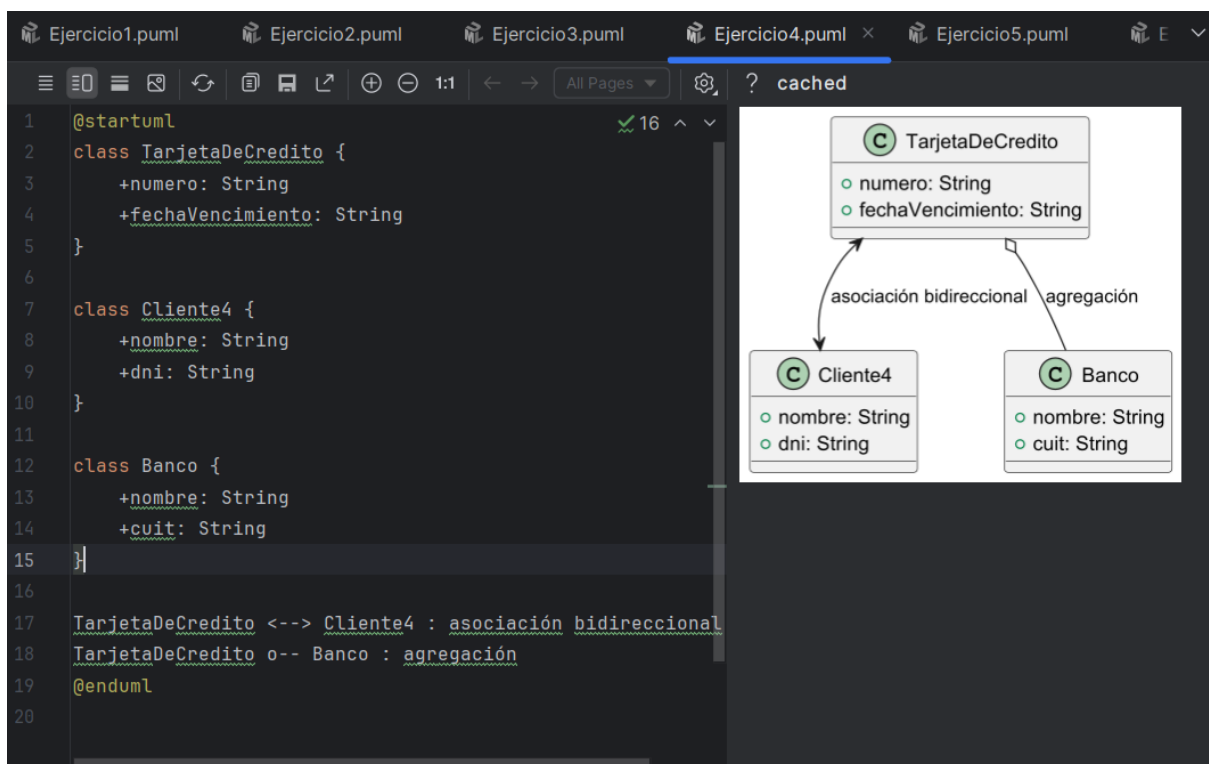 Ejercicio1.puml Ejercicio2.puml Ejercicio3.puml Ejercicio4.puml × Ejercicio5.puml E
1:1 All Pages ? cached
16
1 @startuml
2 class TarjetaDeCredito {
3 +numero: String
4 +fechaVencimiento: String
5 }
6
7 class Cliente4 {
8 +nombre: String
9 +dni: String
10 }
11
12 class Banco {
13 +nombre: String
14 +cuit: String
15 }
16
17 TarjetaDeCredito <--> Cliente4 : asociación bidireccional
18 TarjetaDeCredito o-- Banco : agregación
19 @enduml
20
C TarjetaDeCredito
numero: String
fechaVencimiento: String
asociación bidireccional agregación
C Cliente4
nombre: String
dni: String
C Banco
nombre: String
cuit: String